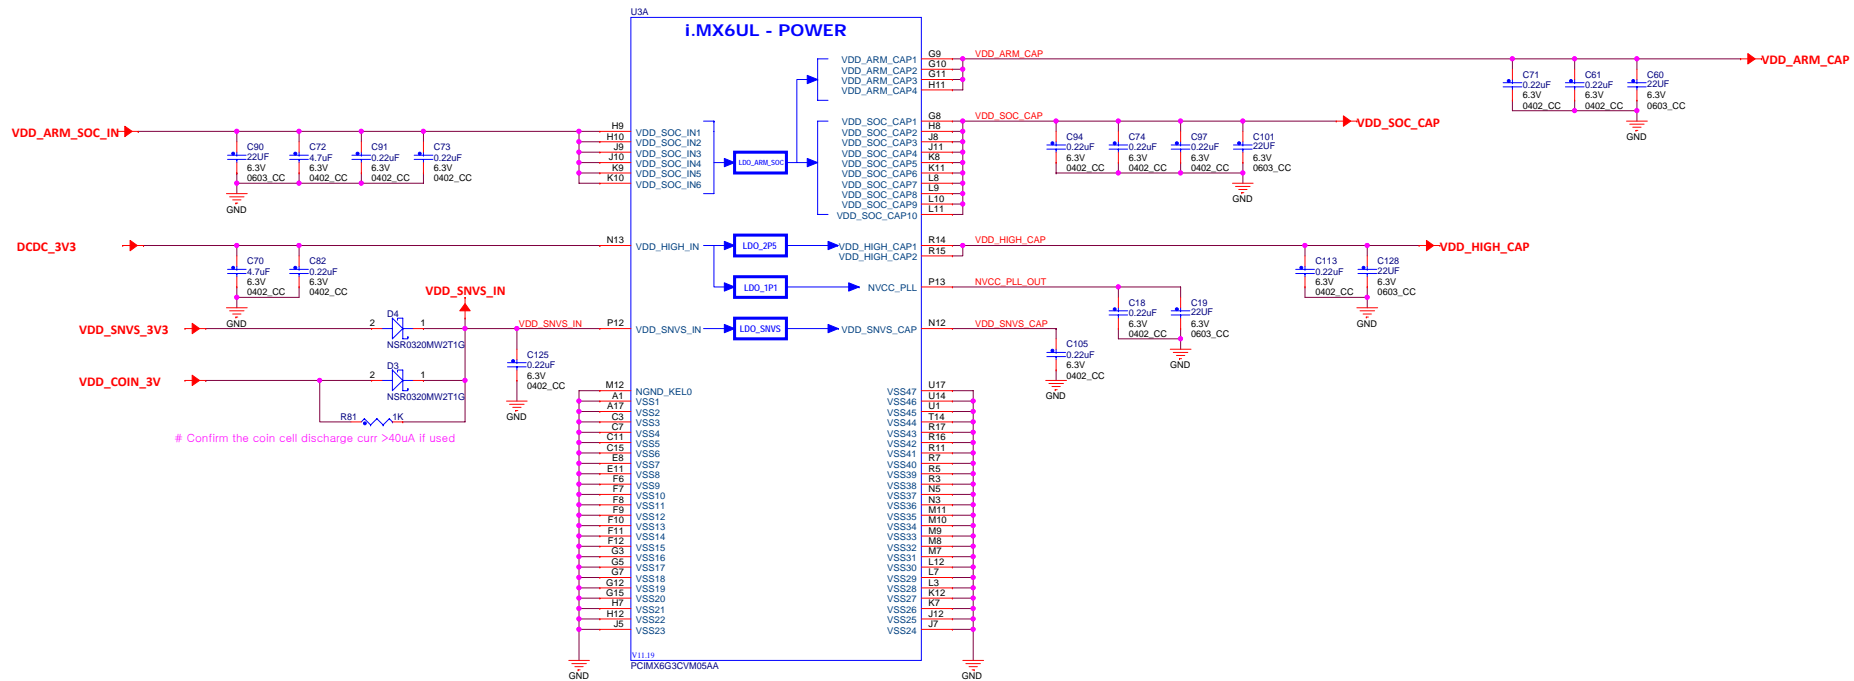 U3A
i.MX6UL - POWER
VDD_ARM_SOC_IN
C90
22UF
6.3V
0603_CC
C72
4.7uF
6.3V
0402_CC
C91
0.22uF
6.3V
0402_CC
C73
0.22uF
6.3V
0402_CC
GND
H9 VDD_SOC_IN1
H10 VDD_SOC_IN2
J9 VDD_SOC_IN3
J10 VDD_SOC_IN4
K9 VDD_SOC_IN5
K10 VDD_SOC_IN6
LDO_ARM_SOC
VDD_ARM_CAP1 G9 VDD_ARM_CAP
VDD_ARM_CAP2 G10
VDD_ARM_CAP3 G11
VDD_ARM_CAP4 H11
C71
0.22uF
6.3V
0402_CC
C61
0.22uF
6.3V
0402_CC
C60
22UF
6.3V
0603_CC
GND
VDD_ARM_CAP
VDD_SOC_CAP1 G8 VDD_SOC_CAP
VDD_SOC_CAP2 H8
VDD_SOC_CAP3 J8
VDD_SOC_CAP4 J11
VDD_SOC_CAP5 K8
VDD_SOC_CAP6 K11
VDD_SOC_CAP7 L8
VDD_SOC_CAP8 L9
VDD_SOC_CAP9 L10
VDD_SOC_CAP10 L11
C94
0.22uF
6.3V
0402_CC
C74
0.22uF
6.3V
0402_CC
C97
0.22uF
6.3V
0402_CC
C101
22UF
6.3V
0603_CC
GND
VDD_SOC_CAP
DCDC_3V3
C70
4.7uF
6.3V
0402_CC
C82
0.22uF
6.3V
0402_CC
GND
N13 VDD_HIGH_IN
LDO_2P5
VDD_HIGH_CAP1 R14 VDD_HIGH_CAP
VDD_HIGH_CAP2 R15
C113
0.22uF
6.3V
0402_CC
C128
22UF
6.3V
0603_CC
GND
VDD_HIGH_CAP
LDO_1P1
NVCC_PLL P13 NVCC_PLL_OUT
C18
0.22uF
6.3V
0402_CC
C19
22UF
6.3V
0603_CC
GND
VDD_SNVS_IN
VDD_SNVS_3V3
2 D4 1
NSR0320MW2T1G
VDD_SNVS_IN P12 VDD_SNVS_IN
LDO_SNVS
VDD_SNVS_CAP N12 VDD_SNVS_CAP
C105
0.22uF
6.3V
0402_CC
GND
C125
0.22uF
6.3V
0402_CC
GND
VDD_COIN_3V
2 D3 1
NSR0320MW2T1G
R81 1K
# Confirm the coin cell discharge curr >40uA if used
M12 NGND_KEL0
A1 VSS1
A17 VSS2
C3 VSS3
C7 VSS4
C11 VSS5
C15 VSS6
E8 VSS7
E11 VSS8
F6 VSS9
F7 VSS10
F8 VSS11
F9 VSS12
F10 VSS13
F11 VSS14
F12 VSS15
G3 VSS16
G5 VSS17
G7 VSS18
G12 VSS19
G15 VSS20
H7 VSS21
H12 VSS22
J5 VSS23
GND
VSS47 U17
VSS46 U14
VSS45 U1
VSS44 T14
VSS43 R17
VSS42 R16
VSS41 R11
VSS40 R7
VSS39 R5
VSS38 R3
VSS37 N5
VSS36 N3
VSS35 M11
VSS34 M10
VSS33 M9
VSS32 M8
VSS31 M7
VSS30 L12
VSS29 L7
VSS28 L3
VSS27 K12
VSS26 K7
VSS25 J12
VSS24 J7
GND
V11.19
PCIMX6G3CVM05AA